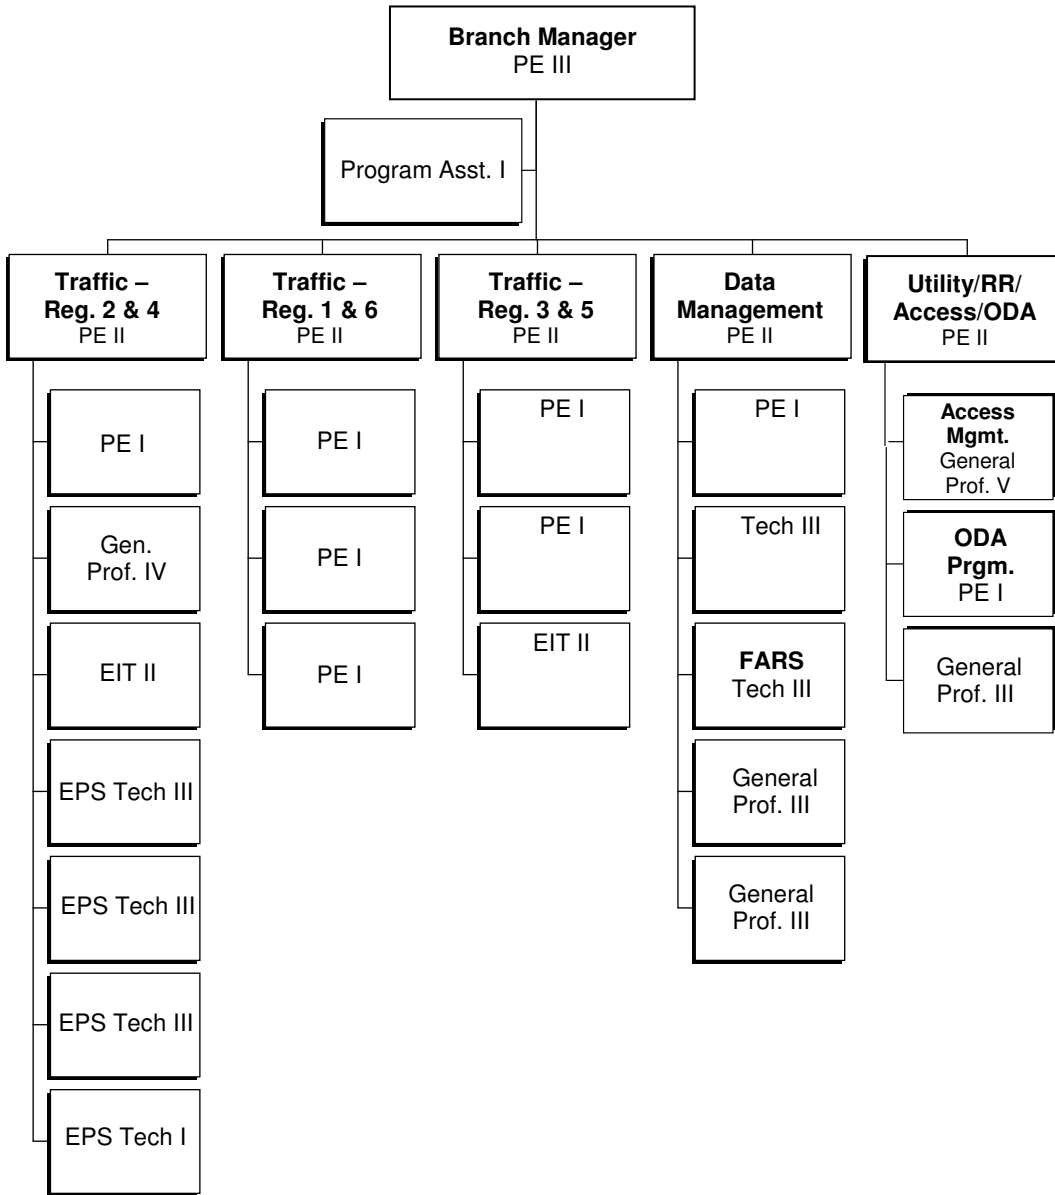 Branch Manager
PE III
Program Asst. I
Traffic –
Reg. 2 & 4
PE II
Traffic –
Reg. 1 & 6
PE II
Traffic –
Reg. 3 & 5
PE II
Data
Management
PE II
Utility/RR/
Access/ODA
PE II
PE I
Gen.
Prof. IV
EIT II
EPS Tech III
EPS Tech III
EPS Tech III
EPS Tech I
PE I
PE I
PE I
PE I
PE I
EIT II
PE I
Tech III
FARS
Tech III
General
Prof. III
General
Prof. III
Access
Mgmt.
General
Prof. V
ODA
Prgm.
PE I
General
Prof. III